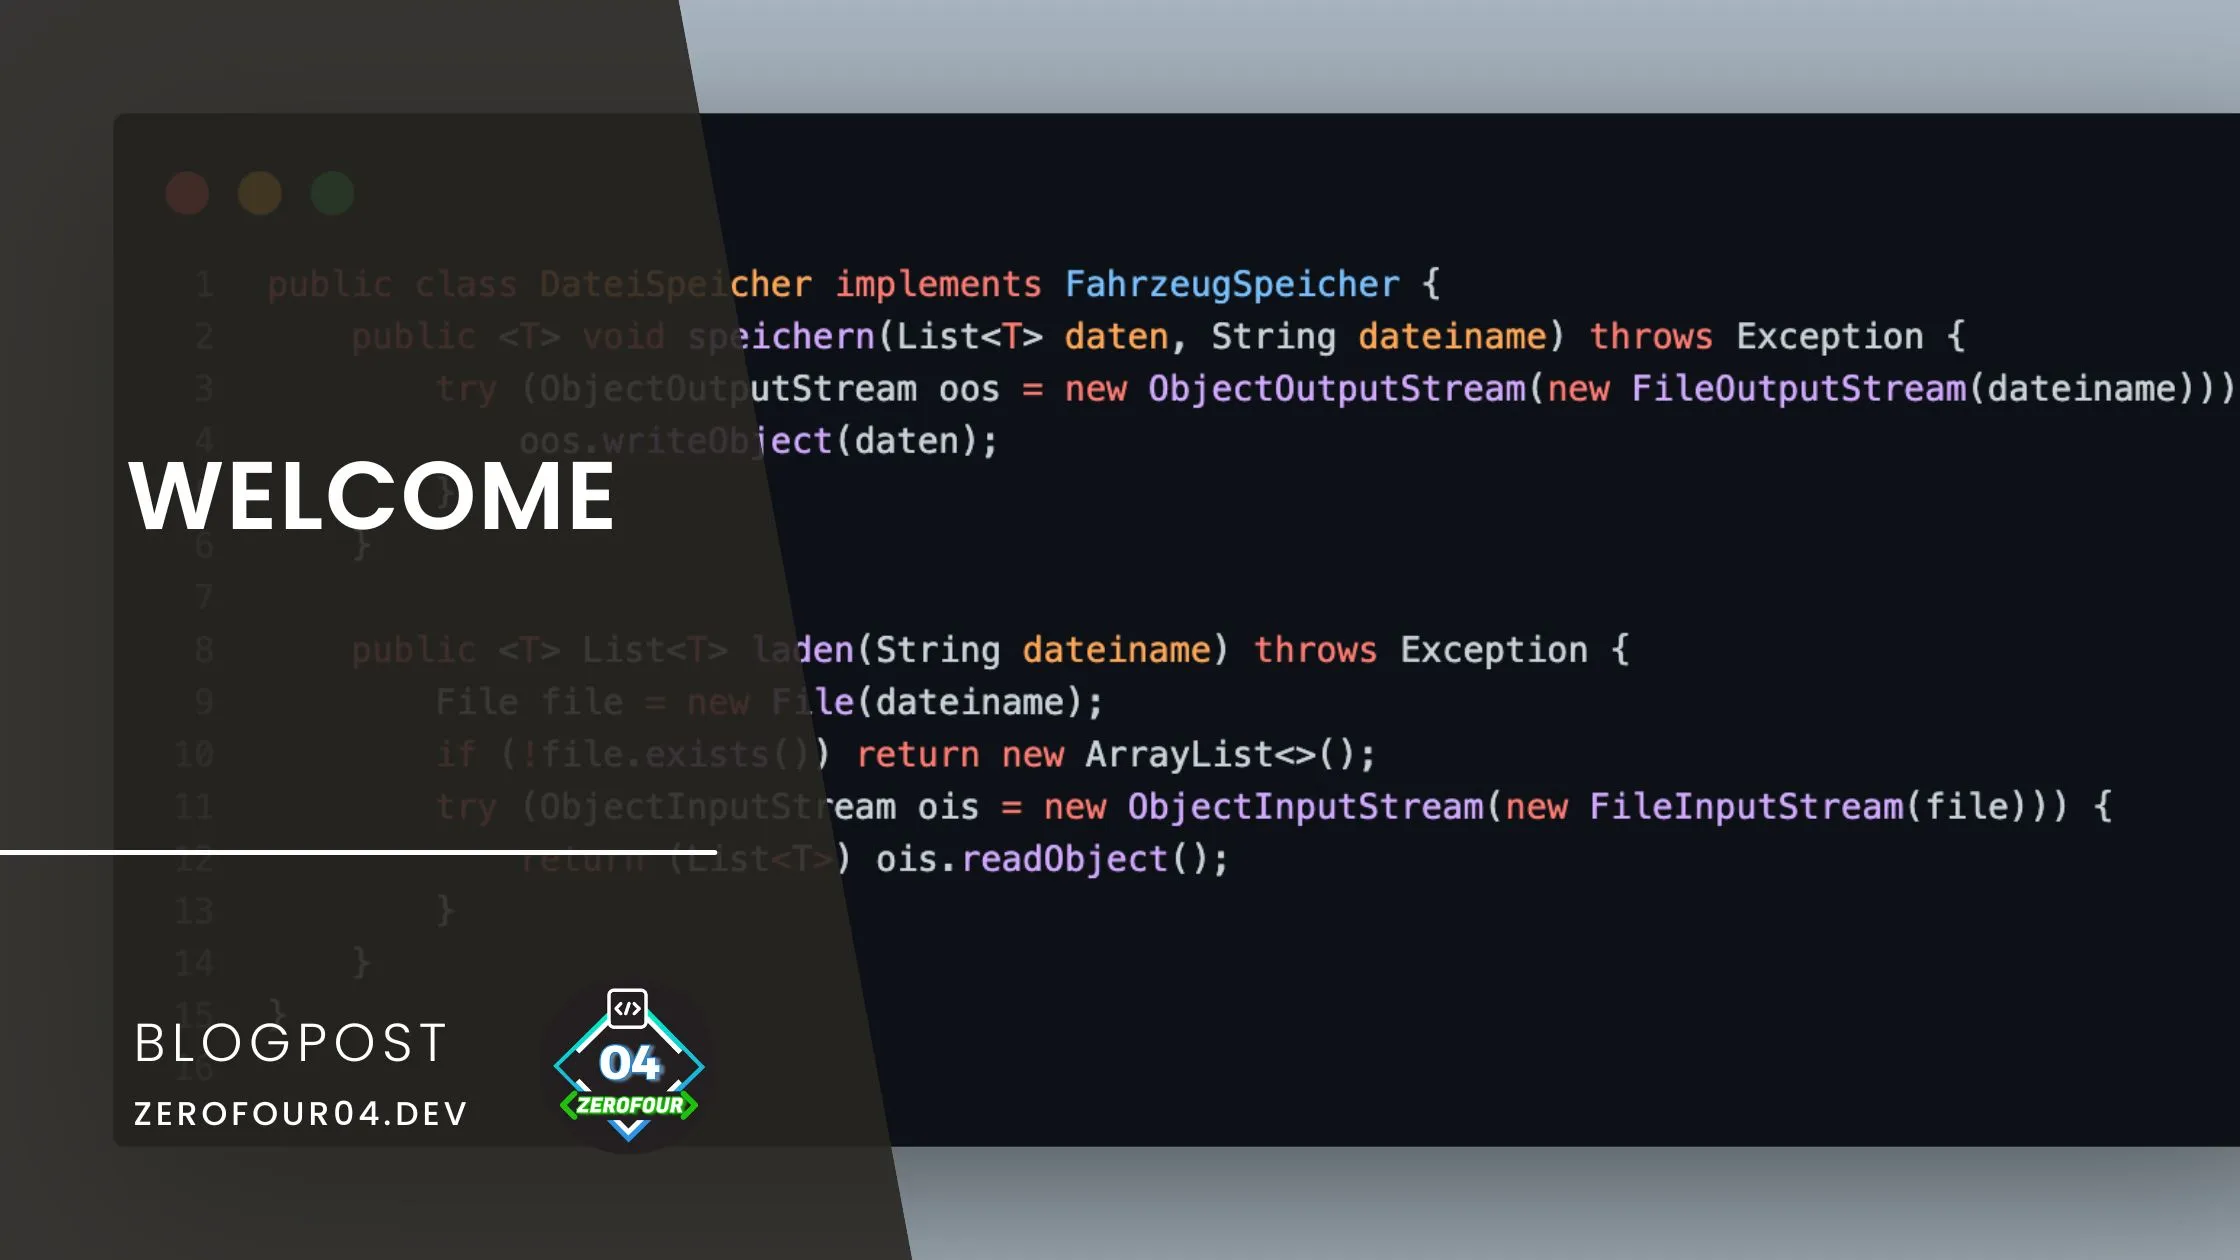 1 public class DateiSpeicher implements FahrzeugSpeicher {
2 public <T> void speichern(List<T> daten, String dateiname) throws Exception {
3 try (ObjectOutputStream oos = new ObjectOutputStream(new FileOutputStream(dateiname)))
4 oos.writeObject(daten);
}
WELCOME
6 }
7
8 public <T> List<T> laden(String dateiname) throws Exception {
9 File file = new File(dateiname);
10 if (!file.exists()) return new ArrayList<>();
11 try (ObjectInputStream ois = new ObjectInputStream(new FileInputStream(file))) {
12 return (List<T>) ois.readObject();
13 }
14 }
15 }
16
BLOGPOST
ZEROFOUR04.DEV
</>
04
<ZEROFOUR>